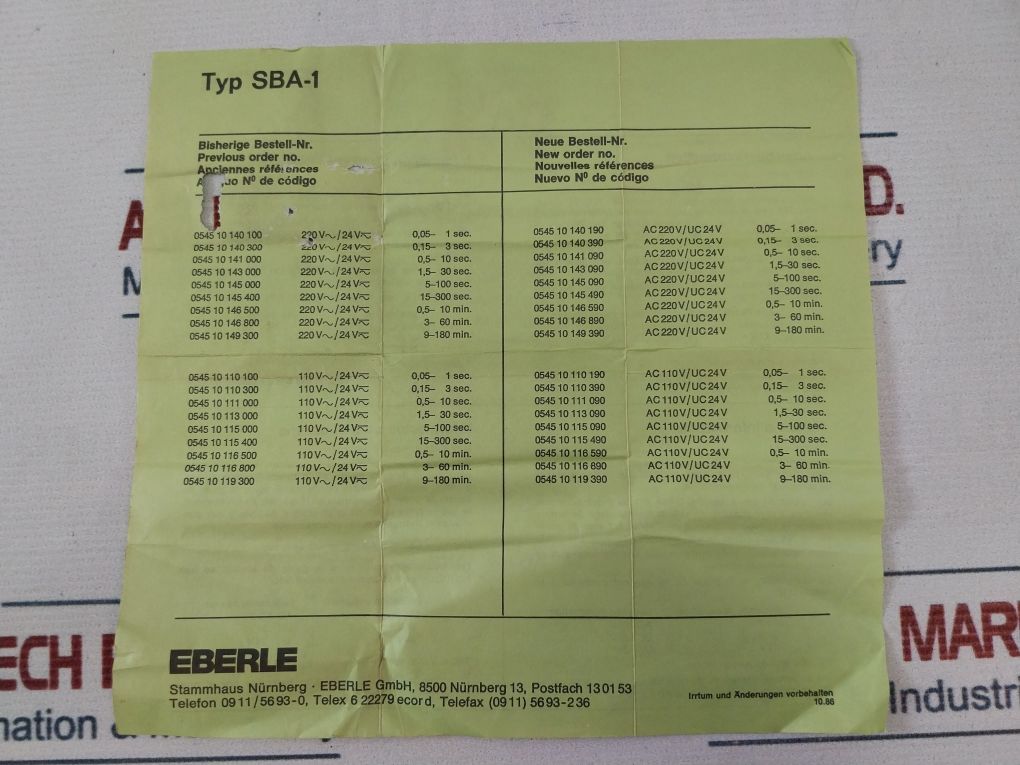 Typ SBA-1
Bisherige Bestell-Nr.
Previous order no.
Anciennes références
Nº de código
Neue Bestell-Nr.
New order no.
Nouvelles références
Nuevo Nº de código
0545 10 140 100 220 V∼/24 V⩬ 0,05– 1 sec.
0545 10 140 300 220 V∼/24 V⩬ 0,15– 3 sec.
0545 10 141 000 220 V∼/24 V⩬ 0,5– 10 sec.
0545 10 143 000 220 V∼/24 V⩬ 1,5– 30 sec.
0545 10 145 000 220 V∼/24 V⩬ 5–100 sec.
0545 10 145 400 220 V∼/24 V⩬ 15–300 sec.
0545 10 146 500 220 V∼/24 V⩬ 0,5– 10 min.
0545 10 146 800 220 V∼/24 V⩬ 3– 60 min.
0545 10 149 300 220 V∼/24 V⩬ 9–180 min.
0545 10 110 100 110 V∼/24 V⩬ 0,05– 1 sec.
0545 10 110 300 110 V∼/24 V⩬ 0,15– 3 sec.
0545 10 111 000 110 V∼/24 V⩬ 0,5– 10 sec.
0545 10 113 000 110 V∼/24 V⩬ 1,5– 30 sec.
0545 10 115 000 110 V∼/24 V⩬ 5–100 sec.
0545 10 115 400 110 V∼/24 V⩬ 15–300 sec.
0545 10 116 500 110 V∼/24 V⩬ 0,5– 10 min.
0545 10 116 800 110 V∼/24 V⩬ 3– 60 min.
0545 10 119 300 110 V∼/24 V⩬ 9–180 min.
0545 10 140 190 AC 220 V/UC 24 V 0,05– 1 sec.
0545 10 140 390 AC 220 V/UC 24 V 0,15– 3 sec.
0545 10 141 090 AC 220 V/UC 24 V 0,5– 10 sec.
0545 10 143 090 AC 220 V/UC 24 V 1,5–30 sec.
0545 10 145 090 AC 220 V/UC 24 V 5–100 sec.
0545 10 145 490 AC 220 V/UC 24 V 15–300 sec.
0545 10 146 590 AC 220 V/UC 24 V 0,5– 10 min.
0545 10 146 890 AC 220 V/UC 24 V 3– 60 min.
0545 10 149 390 AC 220 V/UC 24 V 9–180 min.
0545 10 110 190 AC 110 V/UC 24 V 0,05– 1 sec.
0545 10 110 390 AC 110 V/UC 24 V 0,15– 3 sec.
0545 10 111 090 AC 110 V/UC 24 V 0,5– 10 sec.
0545 10 113 090 AC 110 V/UC 24 V 1,5–30 sec.
0545 10 115 090 AC 110 V/UC 24 V 5–100 sec.
0545 10 115 490 AC 110 V/UC 24 V 15–300 sec.
0545 10 116 590 AC 110 V/UC 24 V 0,5– 10 min.
0545 10 116 890 AC 110 V/UC 24 V 3– 60 min.
0545 10 119 390 AC 110 V/UC 24 V 9–180 min.
EBERLE
Stammhaus Nürnberg · EBERLE GmbH, 8500 Nürnberg 13, Postfach 13 01 53
Telefon 09 11/56 93-0, Telex 6 22 279 ecord, Telefax (09 11) 56 93-2 36
Irrtum und Änderungen vorbehalten
10.86
D.
ry
ECH
MAR
mation &
Industri